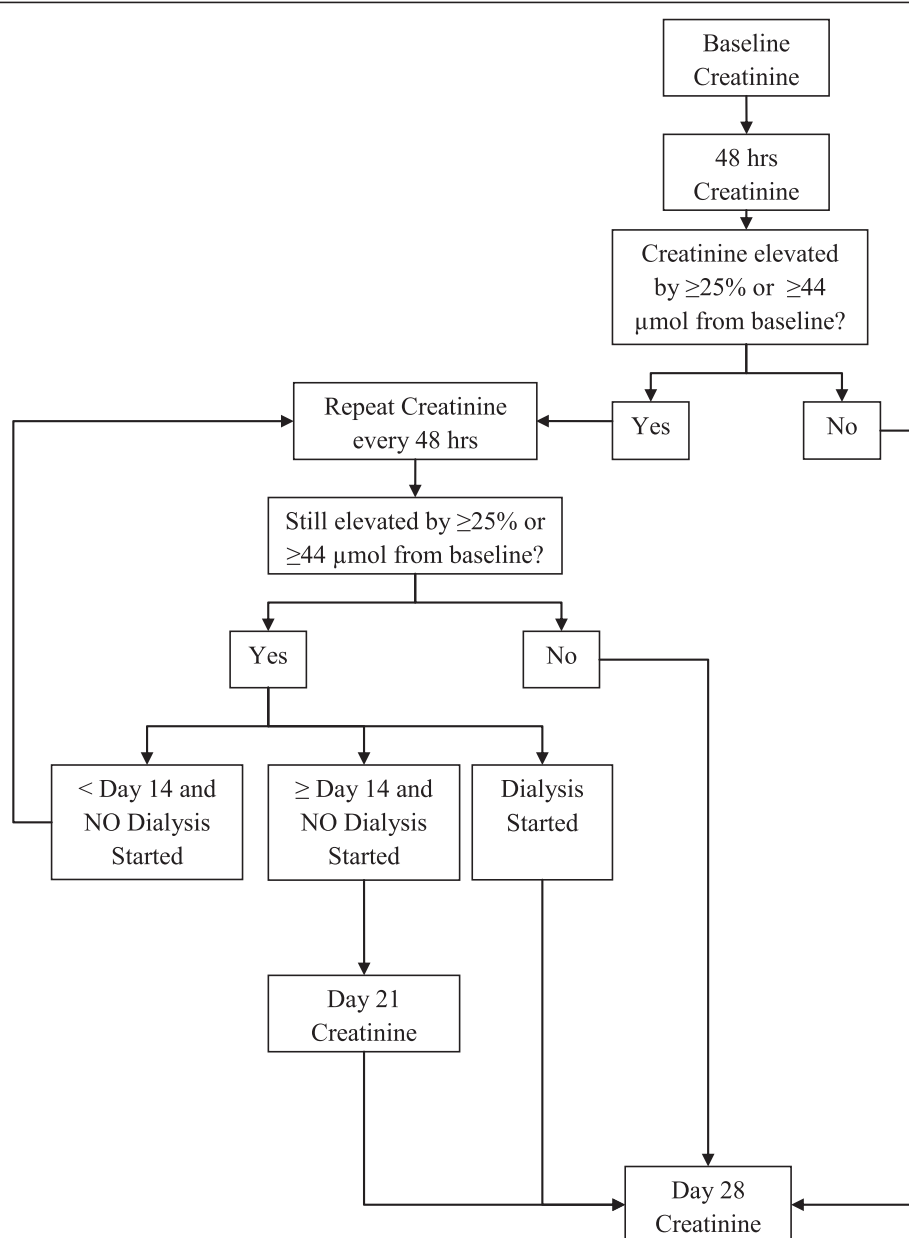 Baseline
Creatinine
48 hrs
Creatinine
Creatinine elevated
by ≥25% or ≥44
µmol from baseline?
Yes
No
Repeat Creatinine
every 48 hrs
Still elevated by ≥25% or
≥44 µmol from baseline?
Yes
No
< Day 14 and
NO Dialysis
Started
≥ Day 14 and
NO Dialysis
Started
Dialysis
Started
Day 21
Creatinine
Day 28
Creatinine